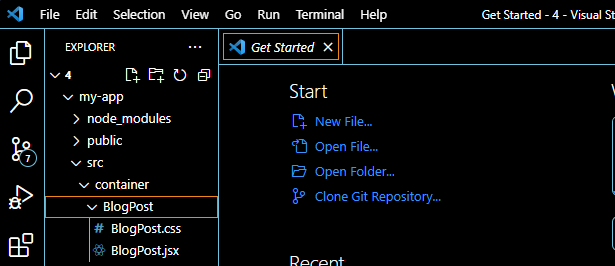 File Edit Selection View Go Run Terminal Help Get Started - 4 - Visual St
EXPLORER ...
Get Started
4
my-app
node_modules
public
src
container
BlogPost
# BlogPost.css
BlogPost.jsx
7
Start
New File...
Open File...
Open Folder...
Clone Git Repository...
Recent